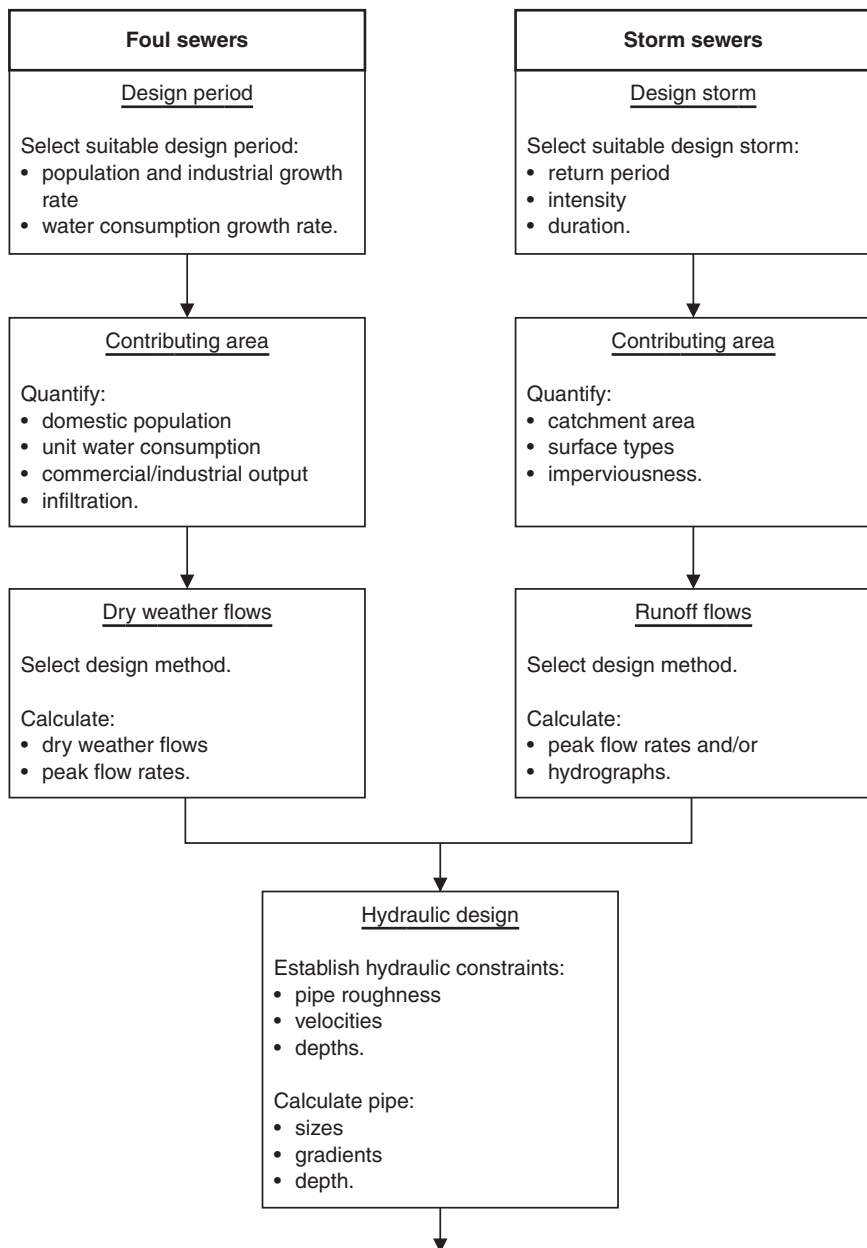 Foul sewers
Design period
Select suitable design period:
• population and industrial growth
rate
• water consumption growth rate.
Contributing area
Quantify:
• domestic population
• unit water consumption
• commercial/industrial output
• infiltration.
Dry weather flows
Select design method.
Calculate:
• dry weather flows
• peak flow rates.
Storm sewers
Design storm
Select suitable design storm:
• return period
• intensity
• duration.
Contributing area
Quantify:
• catchment area
• surface types
• imperviousness.
Runoff flows
Select design method.
Calculate:
• peak flow rates and/or
• hydrographs.
Hydraulic design
Establish hydraulic constraints:
• pipe roughness
• velocities
• depths.
Calculate pipe:
• sizes
• gradients
• depth.